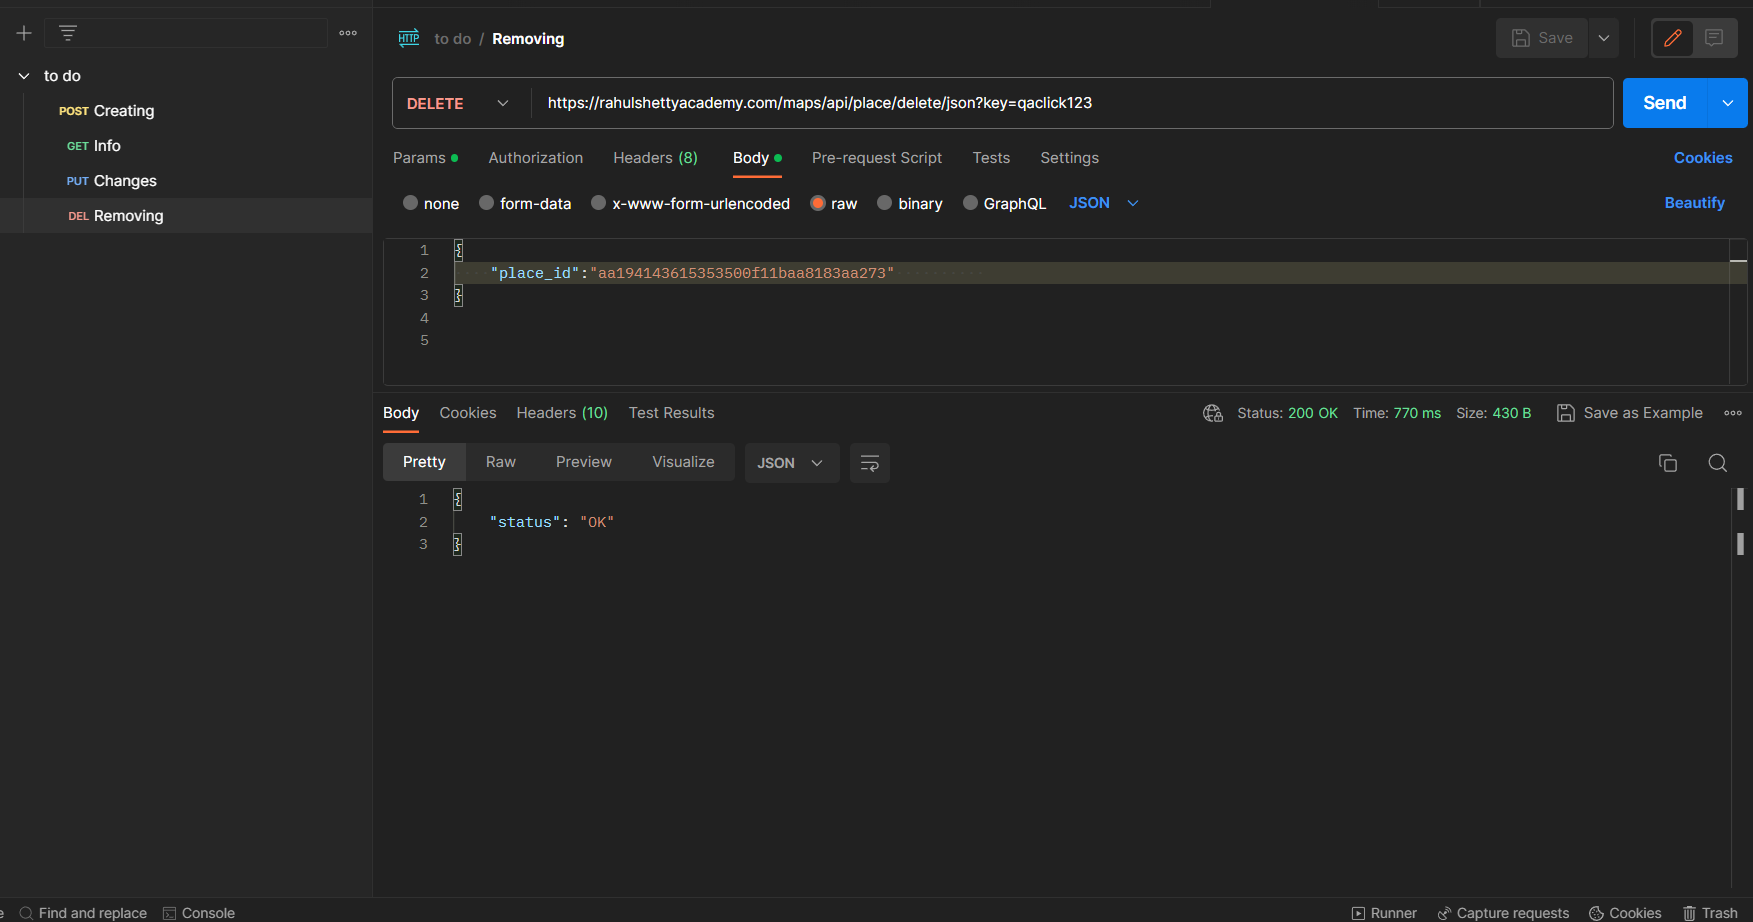 to do / Removing
Save
to do
POST Creating
GET Info
PUT Changes
DEL Removing
DELETE
https://rahulshettyacademy.com/maps/api/place/delete/json?key=qaclick123
Send
Params Authorization Headers (8) Body Pre-request Script Tests Settings Cookies
none form-data x-www-form-urlencoded raw binary GraphQL JSON Beautify
1 {
2 "place_id":"aa194143615353500f11baa8183aa273"
3 }
4
5
Body Cookies Headers (10) Test Results Status: 200 OK Time: 770 ms Size: 430 B Save as Example
Pretty Raw Preview Visualize JSON
1 {
2 "status": "OK"
3 }
Find and replace Console Runner Capture requests Cookies Trash